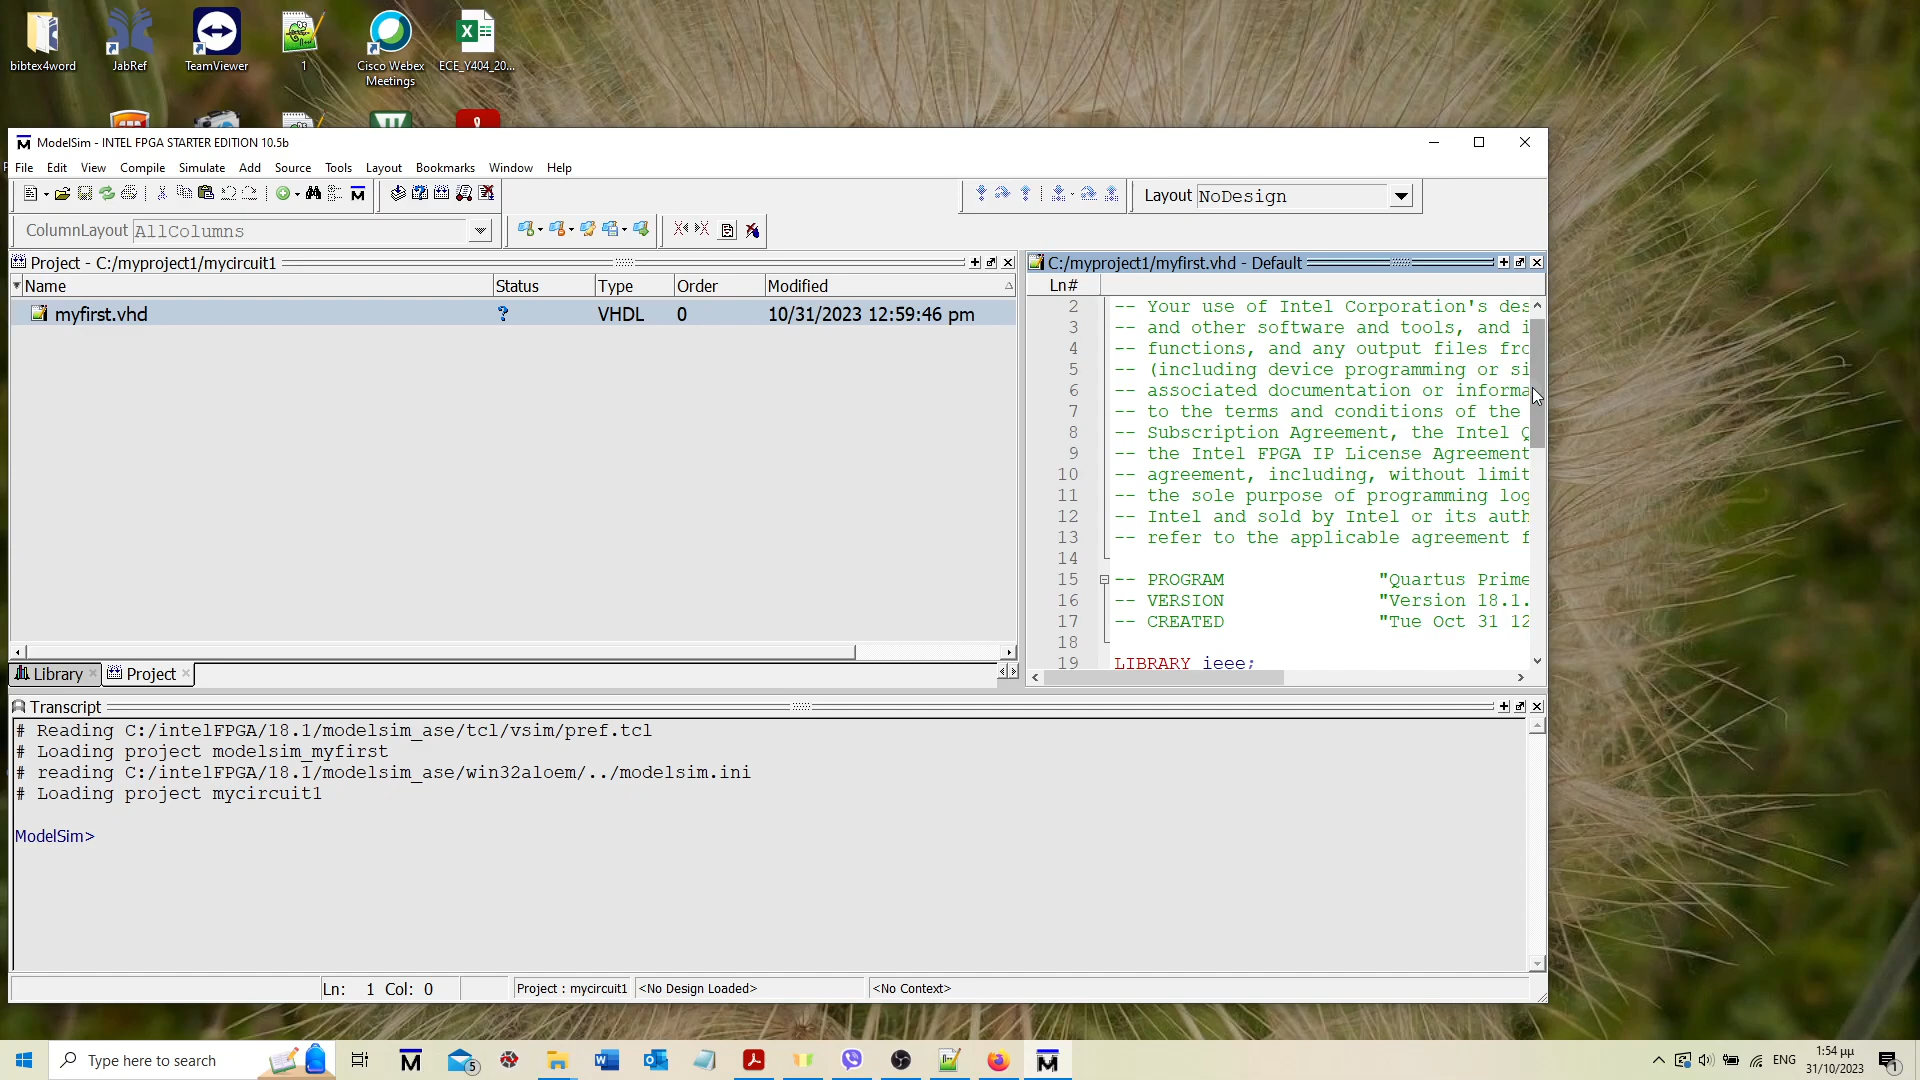 bibtex4word
JabRef
TeamViewer
1
Cisco Webex
Meetings
ECE_Y404_20...
ModelSim - INTEL FPGA STARTER EDITION 10.5b
File Edit View Compile Simulate Add Source Tools Layout Bookmarks Window Help
Layout NoDesign
ColumnLayout AllColumns
Project - C:/myproject1/mycircuit1
Name Status Type Order Modified
myfirst.vhd ? VHDL 0 10/31/2023 12:59:46 pm
Library Project
C:/myproject1/myfirst.vhd - Default
Ln#
2 -- Your use of Intel Corporation's des
3 -- and other software and tools, and i
4 -- functions, and any output files fro
5 -- (including device programming or si
6 -- associated documentation or informa
7 -- to the terms and conditions of the
8 -- Subscription Agreement, the Intel Q
9 -- the Intel FPGA IP License Agreement
10 -- agreement, including, without limit
11 -- the sole purpose of programming log
12 -- Intel and sold by Intel or its auth
13 -- refer to the applicable agreement f
14
15 -- PROGRAM "Quartus Prime
16 -- VERSION "Version 18.1.
17 -- CREATED "Tue Oct 31 12
18
19 LIBRARY ieee;
Transcript
# Reading C:/intelFPGA/18.1/modelsim_ase/tcl/vsim/pref.tcl
# Loading project modelsim_myfirst
# reading C:/intelFPGA/18.1/modelsim_ase/win32aloem/../modelsim.ini
# Loading project mycircuit1
ModelSim>
Ln: 1 Col: 0 Project : mycircuit1 <No Design Loaded> <No Context>
Type here to search
5
ENG
1:54 μμ
31/10/2023
1